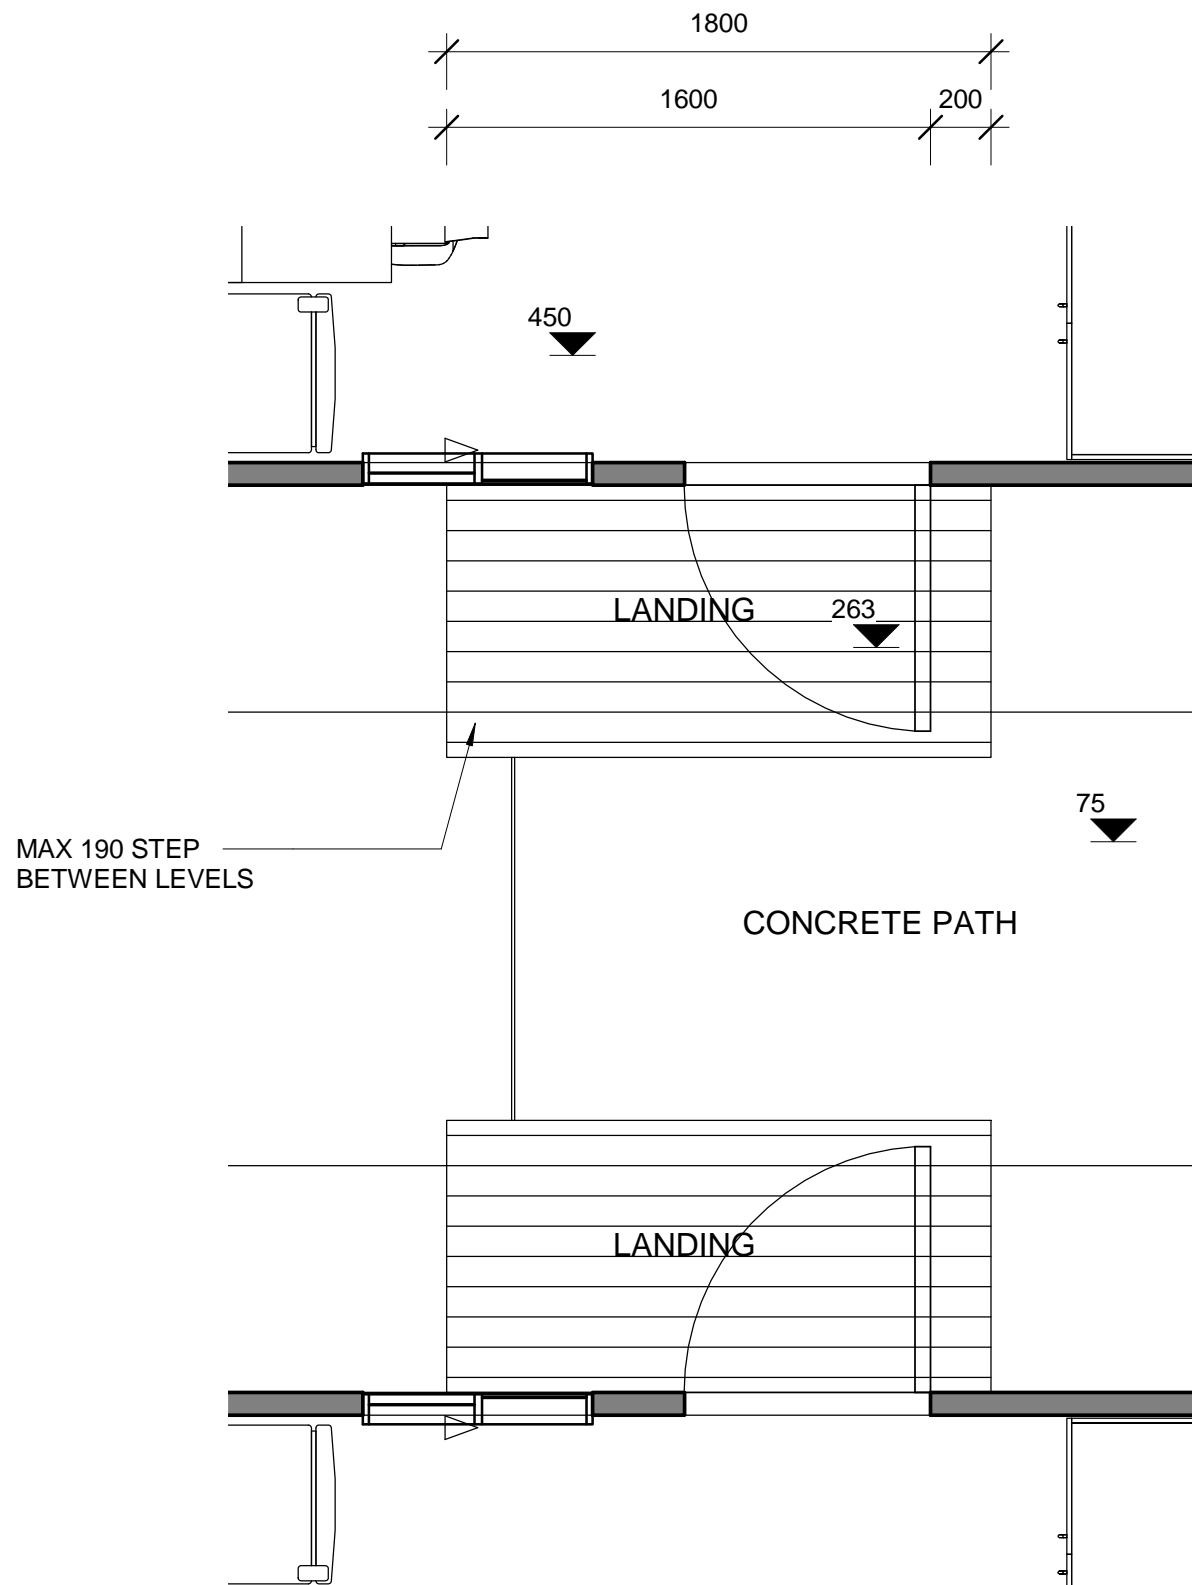 1800
1600
200
450
LANDING
263
75
MAX 190 STEP
BETWEEN LEVELS
CONCRETE PATH
LANDING